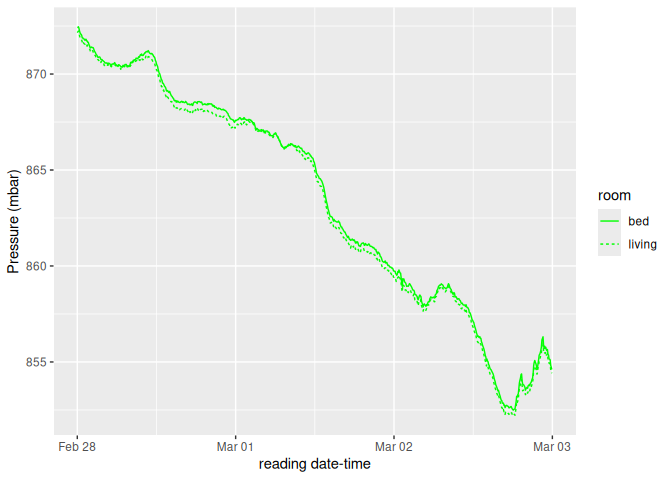 870
865
860
855
Pressure (mbar)
Feb 28
Mar 01
Mar 02
Mar 03
reading date-time
room
bed
living